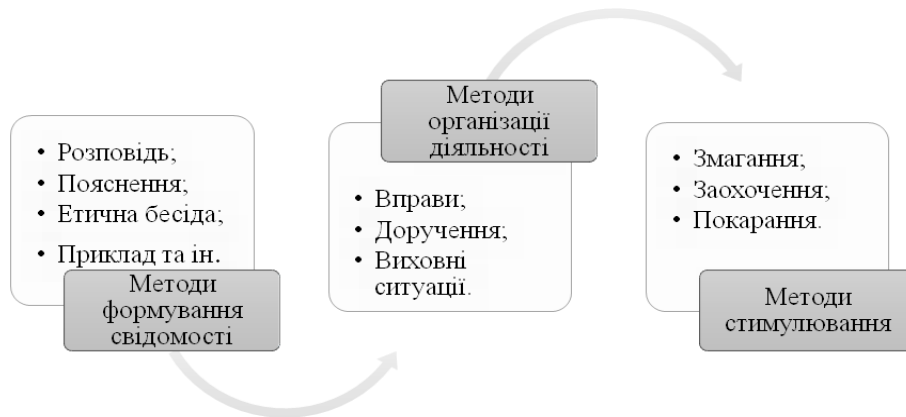 • Розповідь;
• Пояснення;
• Етична бесіда;
• Приклад та ін.
Методи
формування
свідомості
Методи
організації
діяльності
• Вправи;
• Доручення;
• Виховні
ситуації.
• Змагання;
• Заохочення;
• Покарання.
Методи
стимулювання